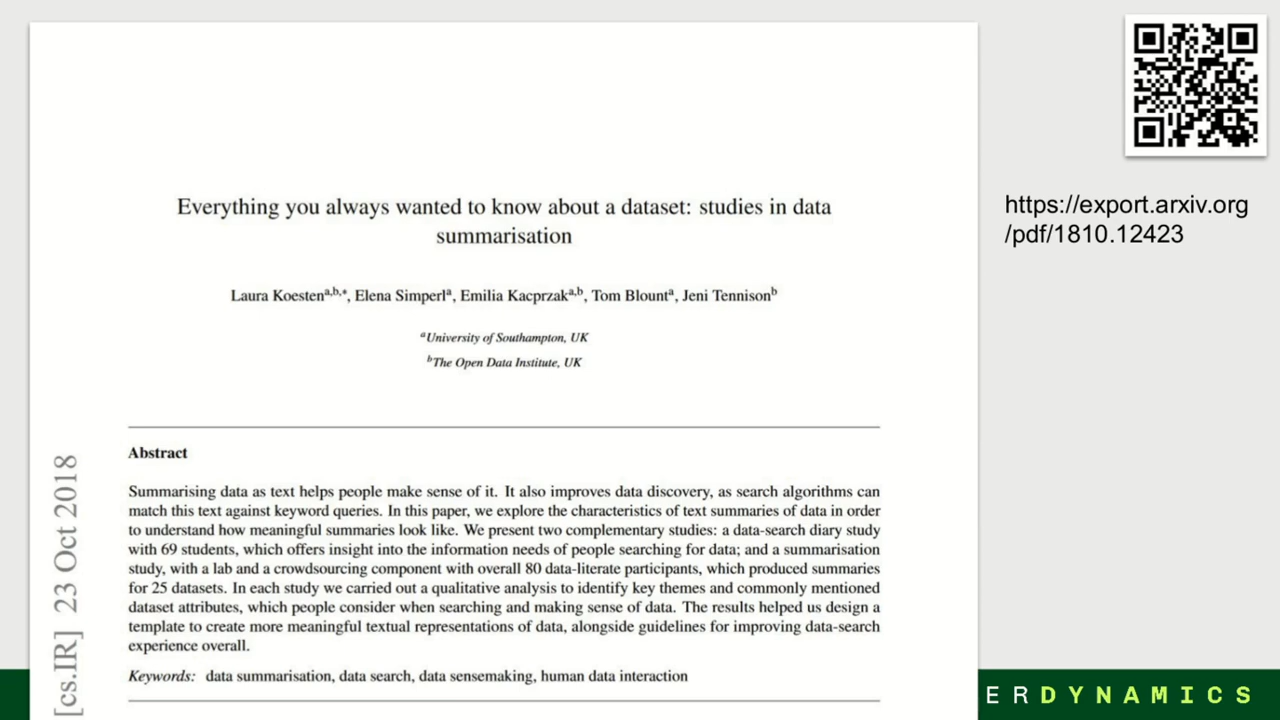 Everything you always wanted to know about a dataset: studies in data
summarisation
Laura Koesten^a,b,*, Elena Simperl^a, Emilia Kacprzak^a,b, Tom Blount^a, Jeni Tennison^b
^a University of Southampton, UK
^b The Open Data Institute, UK
Abstract
Summarising data as text helps people make sense of it. It also improves data discovery, as search algorithms can
match this text against keyword queries. In this paper, we explore the characteristics of text summaries of data in order
to understand how meaningful summaries look like. We present two complementary studies: a data-search diary study
with 69 students, which offers insight into the information needs of people searching for data; and a summarisation
study, with a lab and a crowdsourcing component with overall 80 data-literate participants, which produced summaries
for 25 datasets. In each study we carried out a qualitative analysis to identify key themes and commonly mentioned
dataset attributes, which people consider when searching and making sense of data. The results helped us design a
template to create more meaningful textual representations of data, alongside guidelines for improving data-search
experience overall.
Keywords: data summarisation, data search, data sensemaking, human data interaction
[cs.IR] 23 Oct 2018
https://export.arxiv.org
/pdf/1810.12423
ERDYNAMICS